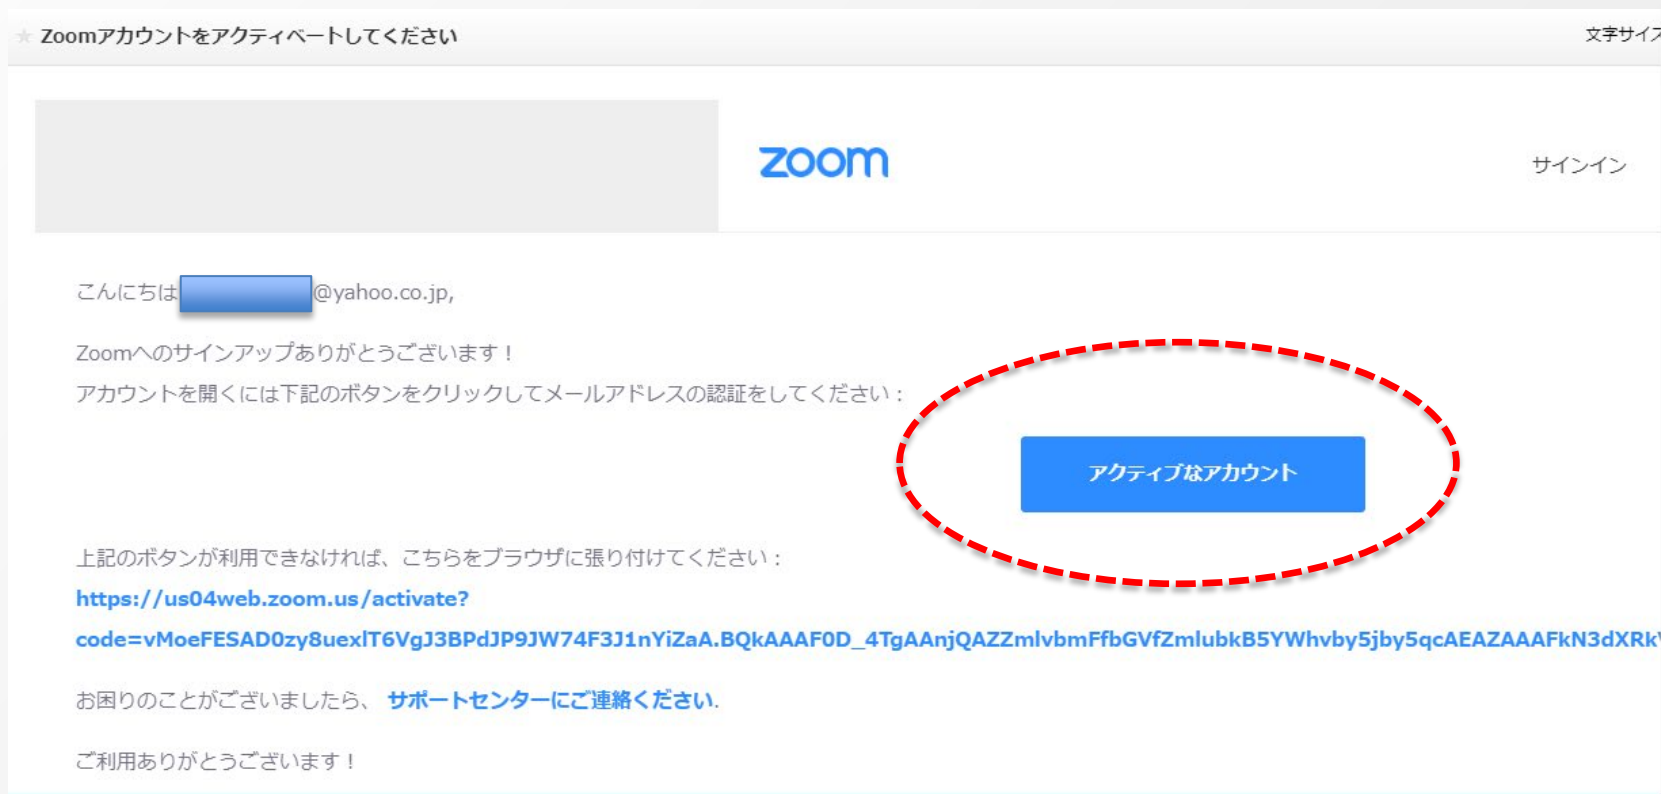 Zoomアカウントをアクティベートしてください
文字サイズ
zoom
サインイン
こんにちは @yahoo.co.jp,
Zoomへのサインアップありがとうございます！
アカウントを開くには下記のボタンをクリックしてメールアドレスの認証をしてください：
アクティブなアカウント
上記のボタンが利用できなければ、こちらをブラウザに張り付けてください：
https://us04web.zoom.us/activate?
code=vMoeFESAD0zy8uexlT6VgJ3BPdJP9JW74F3J1nYiZaA.BQkAAAF0D_4TgAAnjQAZZmlvbmFfbGVfZmlubkB5YWhvby5jby5qcAEAZAAAFkN3dXRk
お困りのことがございましたら、 サポートセンターにご連絡ください.
ご利用ありがとうございます！